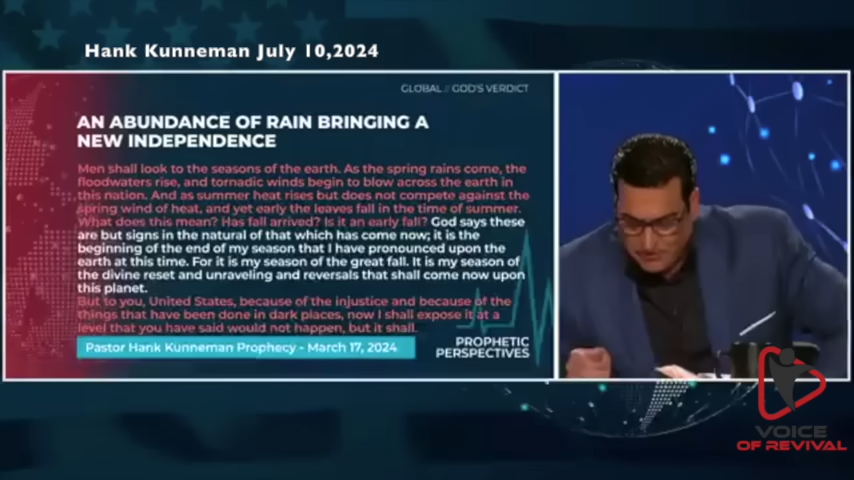 Hank Kunneman July 10,2024
GLOBAL // GOD'S VERDICT
AN ABUNDANCE OF RAIN BRINGING A
NEW INDEPENDENCE
Men shall look to the seasons of the earth. As the spring rains come, the
floodwaters rise, and tornadic winds begin to blow across the earth in
this nation. And as summer heat rises but does not compete against the
spring wind of heat, and yet early the leaves fall in the time of summer.
What does this mean? Has fall arrived? Is it an early fall? God says these
are but signs in the natural of that which has come now; it is the
beginning of the end of my season that I have pronounced upon the
earth at this time. For it is my season of the great fall. It is my season of
the divine reset and unraveling and reversals that shall come now upon
this planet.
But to you, United States, because of the injustice and because of the
things that have been done in dark places, now I shall expose it at a
level that you have said would not happen, but it shall.
Pastor Hank Kunneman Prophecy - March 17, 2024
PROPHETIC
PERSPECTIVES
VOICE
OF REVIVAL